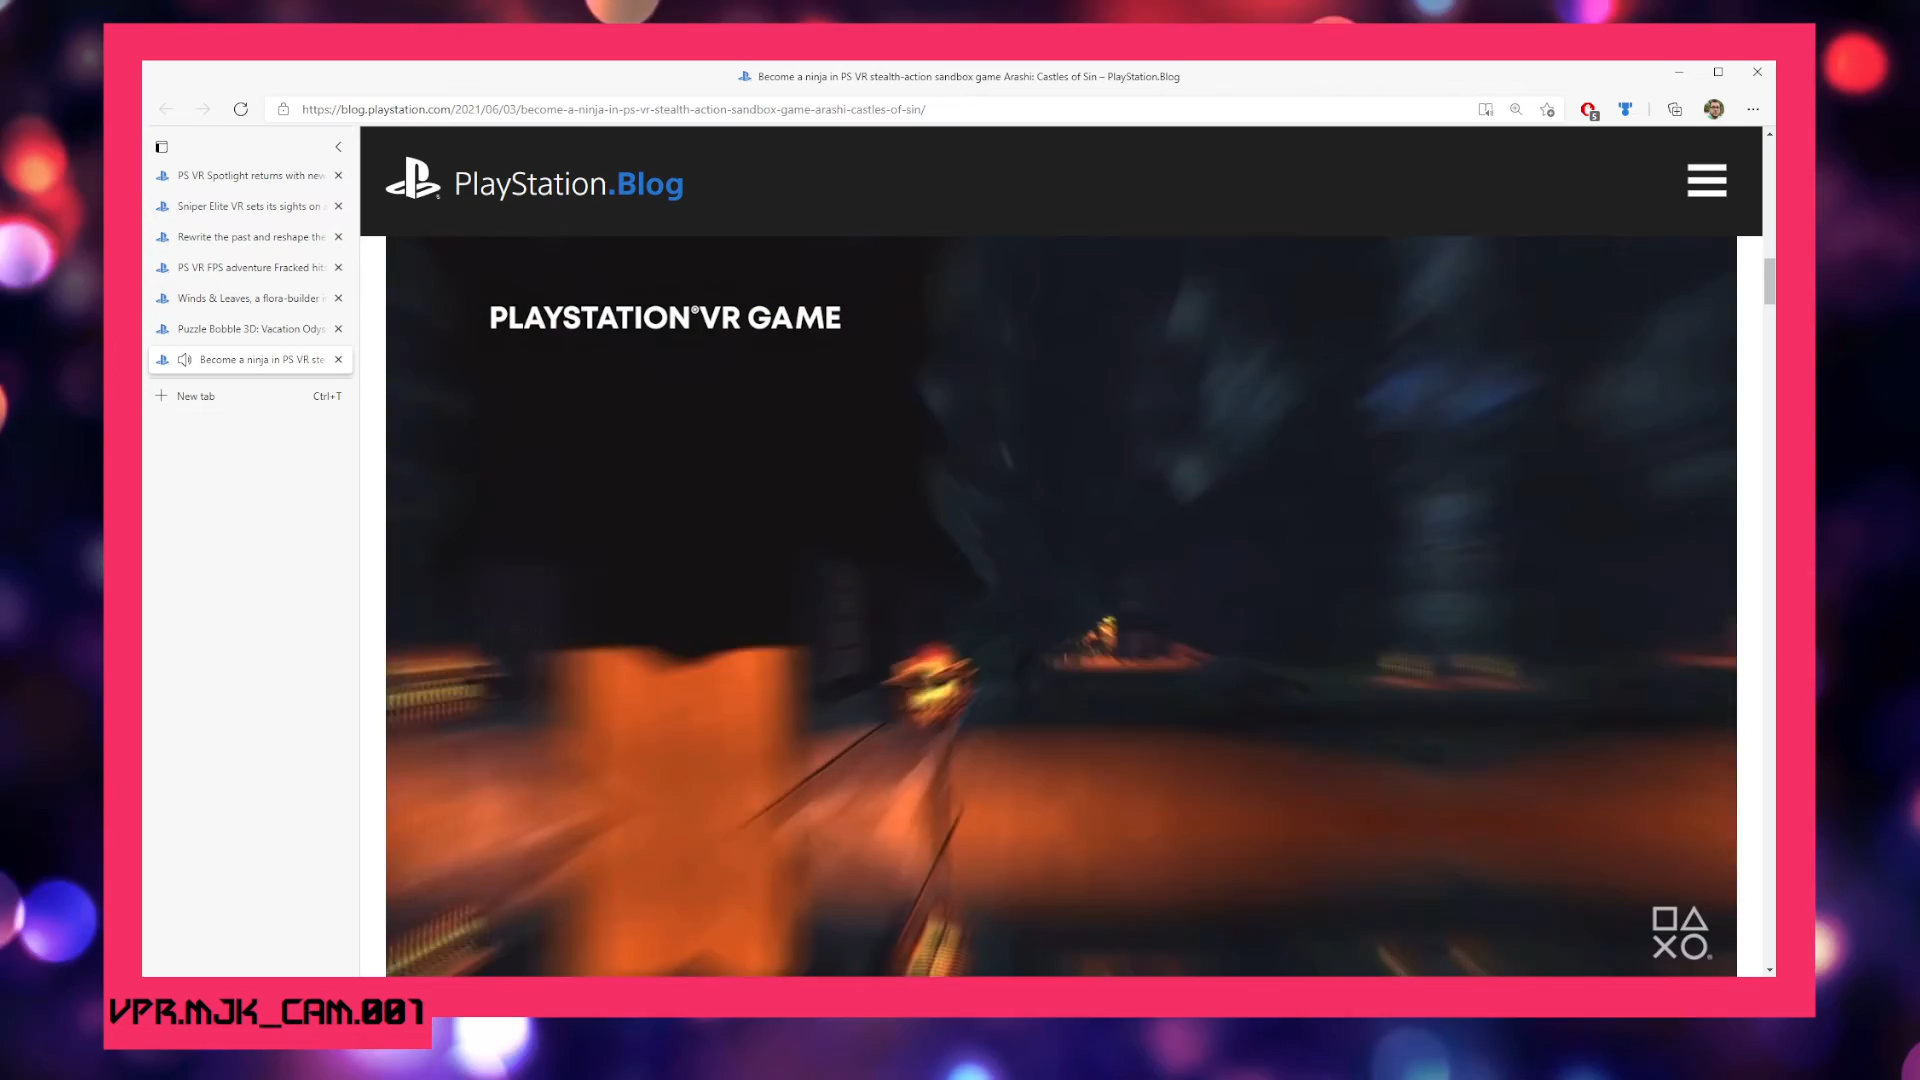 Become a ninja in PS VR stealth-action sandbox game Arashi: Castles of Sin – PlayStation.Blog
https://blog.playstation.com/2021/06/03/become-a-ninja-in-ps-vr-stealth-action-sandbox-game-arashi-castles-of-sin/
5
PS VR Spotlight returns with new
Sniper Elite VR sets its sights on
Rewrite the past and reshape the
PS VR FPS adventure Fracked hit
Winds & Leaves, a flora-builder
Puzzle Bobble 3D: Vacation Odys
Become a ninja in PS VR ste
New tab Ctrl+T
PlayStation.Blog
PLAYSTATION®VR GAME
VPR.MJK_CAM.001